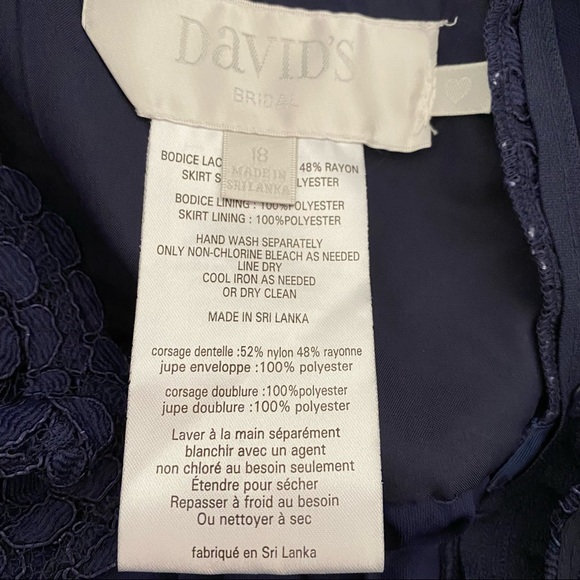 DaVID'S
BRIDAL
18
MADE IN
SRI LANKA
BODICE LAC 48% RAYON
SKIRT S LYESTER
BODICE LINING : 100%POLYESTER
SKIRT LINING : 100%POLYESTER
HAND WASH SEPARATELY
ONLY NON-CHLORINE BLEACH AS NEEDED
LINE DRY
COOL IRON AS NEEDED
OR DRY CLEAN
MADE IN SRI LANKA
corsage dentelle :52% nylon 48% rayonne
jupe enveloppe :100% polyester
corsage doublure :100%polyester
jupe doublure :100% polyester
Laver à la main séparément
blanchir avec un agent
non chloré au besoin seulement
Étendre pour sécher
Repasser à froid au besoin
Ou nettoyer à sec
fabriqué en Sri Lanka